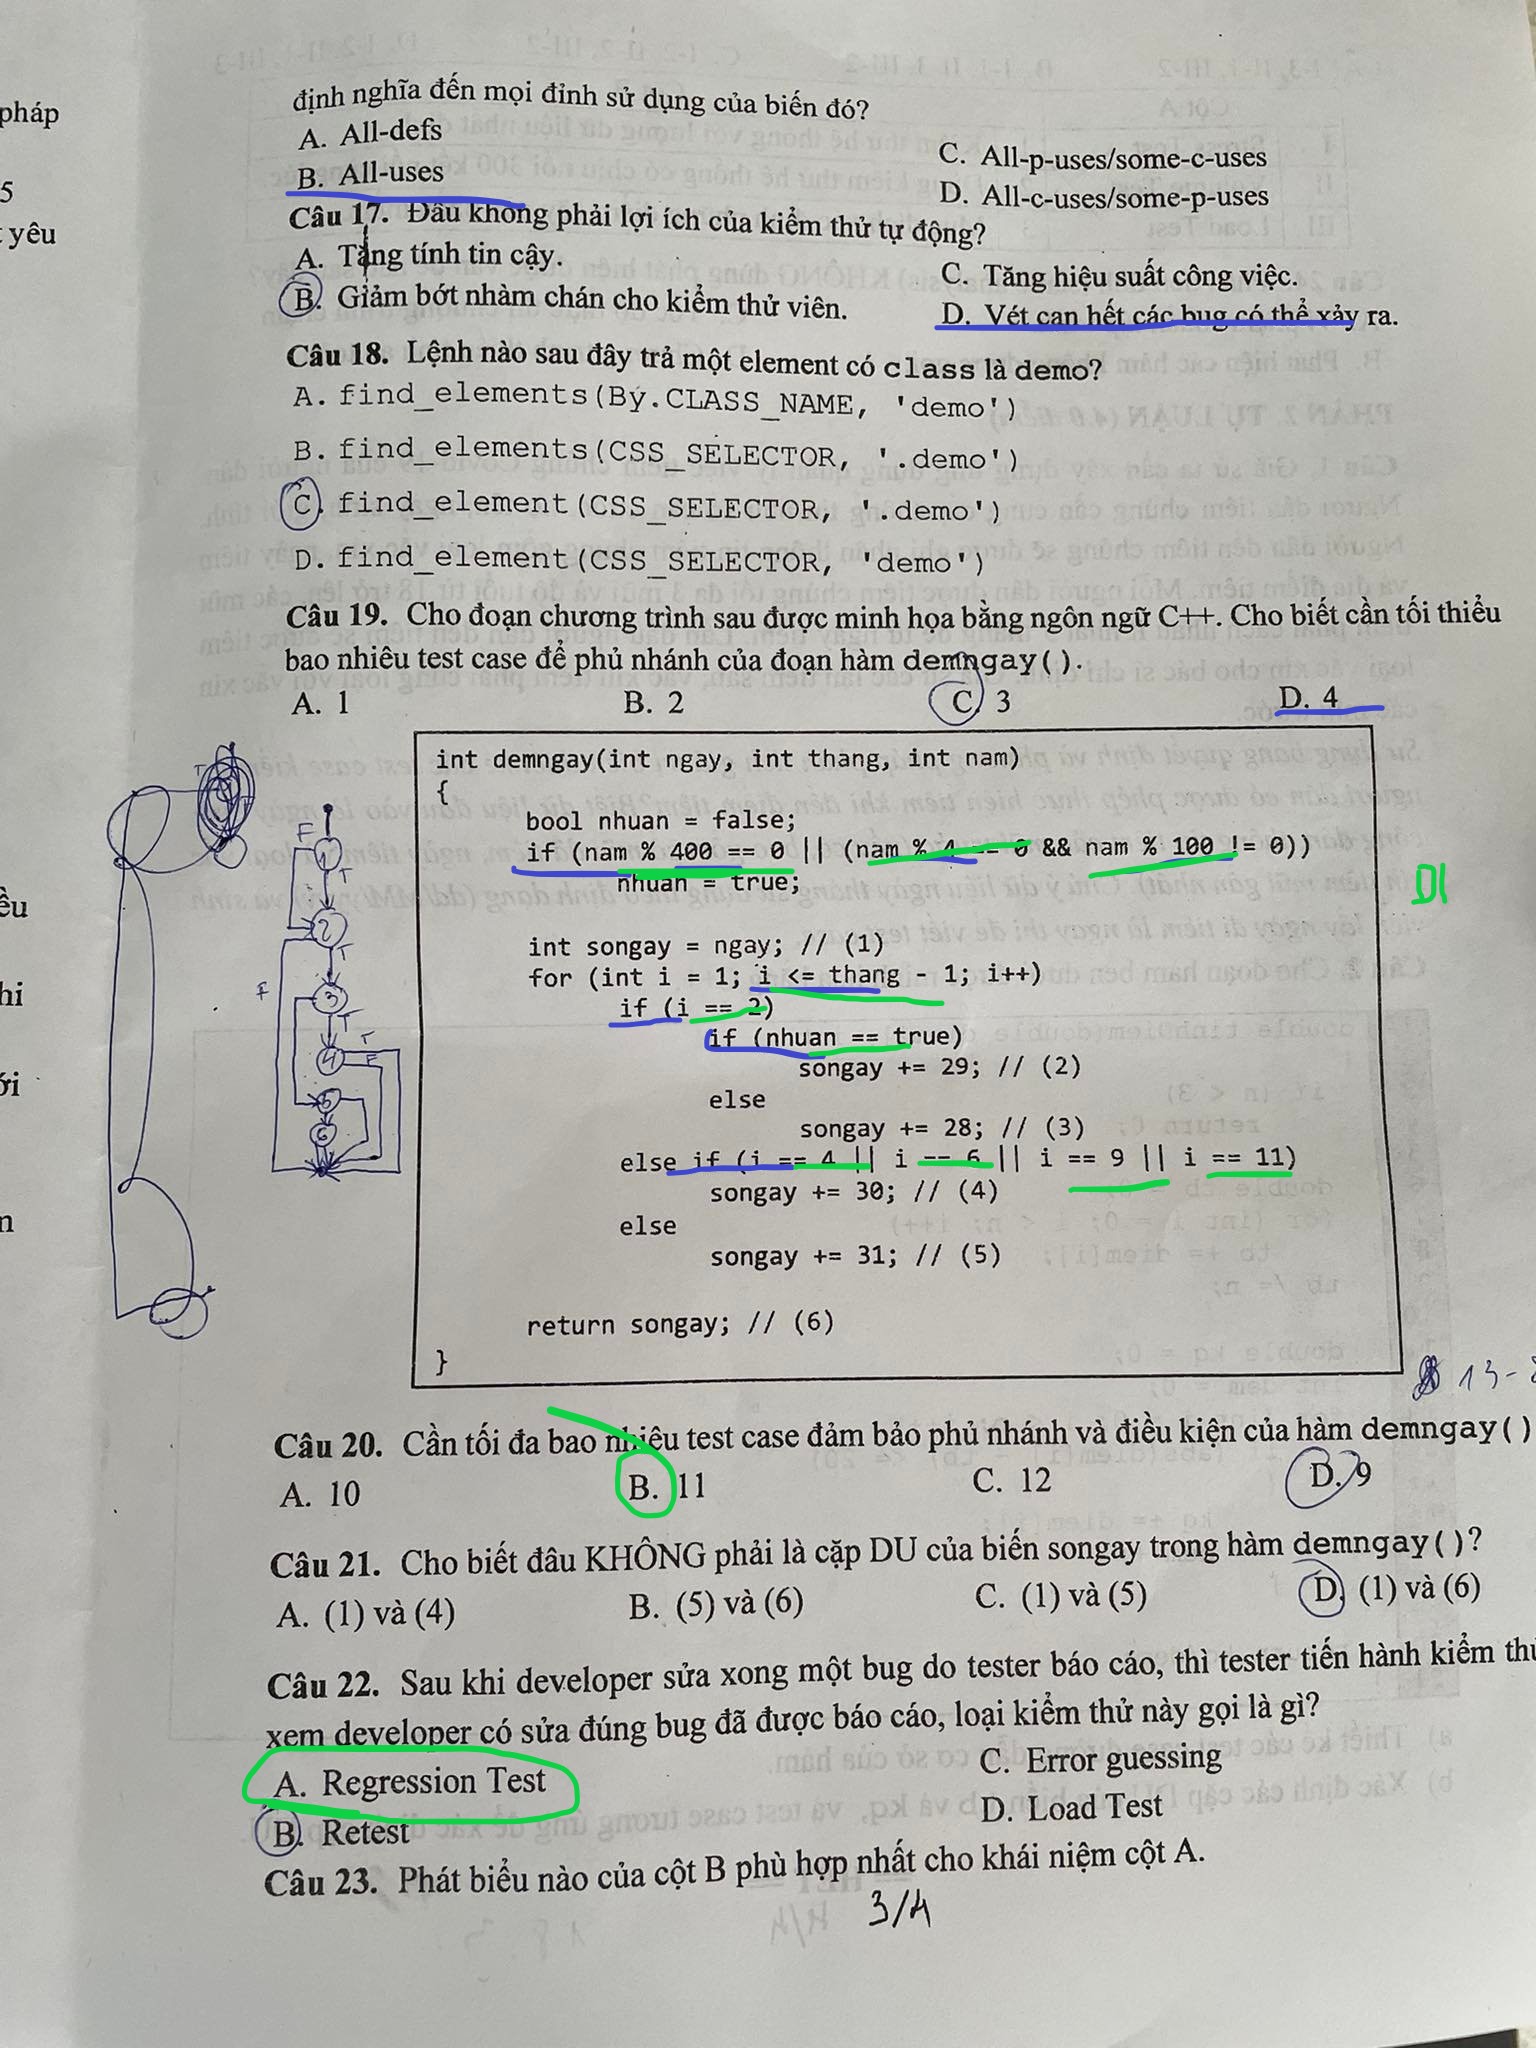 định nghĩa đến mọi đỉnh sử dụng của biến đó?
A. All-defs
C. All-p-uses/some-c-uses
B. All-uses
D. All-c-uses/some-p-uses
Câu 17. Đâu không phải lợi ích của kiểm thử tự động?
A. Tăng tính tin cậy.
C. Tăng hiệu suất công việc.
B. Giảm bớt nhàm chán cho kiểm thử viên.
D. Vét cạn hết các bug có thể xảy ra.
Câu 18. Lệnh nào sau đây trả một element có class là demo?
A. find_elements(By.CLASS_NAME, 'demo')
B. find_elements(CSS_SELECTOR, '.demo')
C. find_element(CSS_SELECTOR, '.demo')
D. find_element(CSS_SELECTOR, 'demo')
Câu 19. Cho đoạn chương trình sau được minh họa bằng ngôn ngữ C++. Cho biết cần tối thiểu
bao nhiêu test case để phủ nhánh của đoạn hàm demngay().
A. 1 B. 2 C. 3 D. 4
int demngay(int ngay, int thang, int nam)
{
bool nhuan = false;
if (nam % 400 == 0 || (nam % 4 == 0 && nam % 100 != 0))
nhuan = true;
int songay = ngay; // (1)
for (int i = 1; i <= thang - 1; i++)
if (i == 2)
if (nhuan == true)
songay += 29; // (2)
else
songay += 28; // (3)
else if (i == 4 || i == 6 || i == 9 || i == 11)
songay += 30; // (4)
else
songay += 31; // (5)
return songay; // (6)
}
F
1
T
2
T
F
3
T
4
T
F
5
6
13-
Câu 20. Cần tối đa bao nhiêu test case đảm bảo phủ nhánh và điều kiện của hàm demngay()
A. 10 B. 11 C. 12 D. 9
Câu 21. Cho biết đâu KHÔNG phải là cặp DU của biến songay trong hàm demngay()?
A. (1) và (4) B. (5) và (6) C. (1) và (5) D. (1) và (6)
Câu 22. Sau khi developer sửa xong một bug do tester báo cáo, thì tester tiến hành kiểm thử
xem developer có sửa đúng bug đã được báo cáo, loại kiểm thử này gọi là gì?
A. Regression Test
C. Error guessing
B. Retest
D. Load Test
Câu 23. Phát biểu nào của cột B phù hợp nhất cho khái niệm cột A.
3/4
pháp
5
yêu